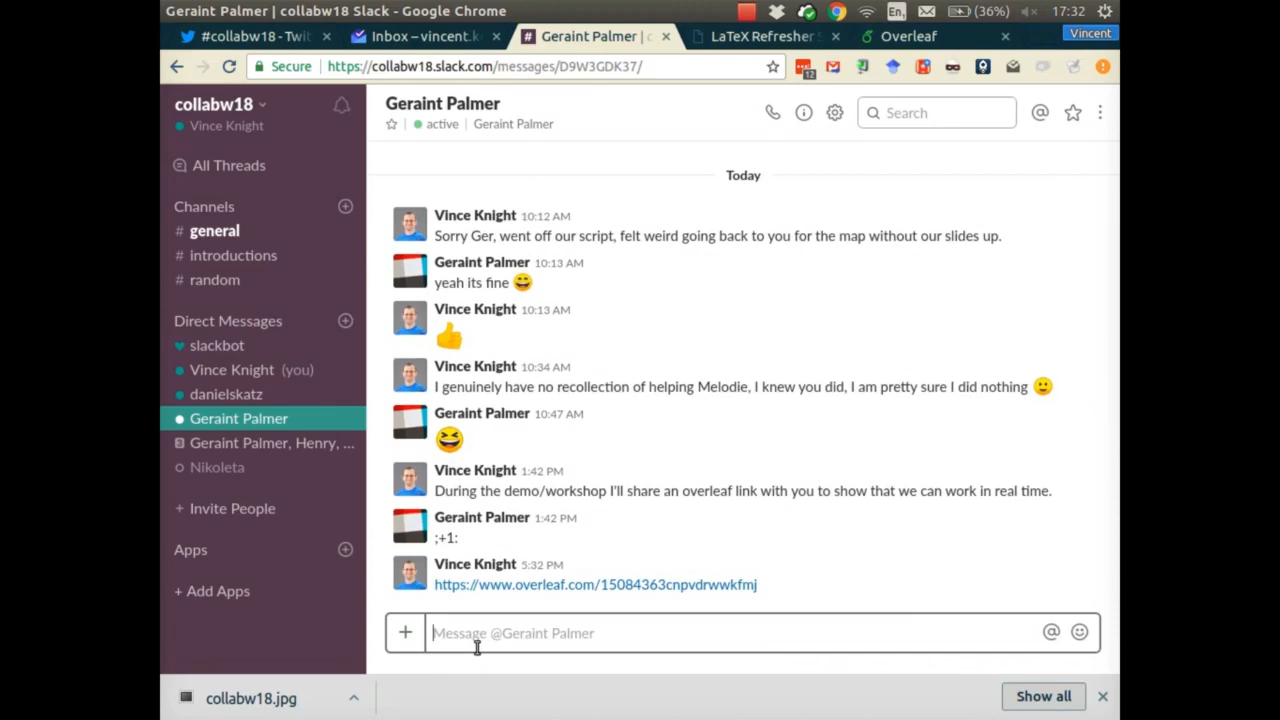 Geraint Palmer | collabw18 Slack - Google Chrome
En
(36%)
17:32
#collabw18 - Twit
Inbox – vincent.k
Geraint Palmer | c
LaTeX Refresher
Overleaf
Vincent
Secure
https://collabw18.slack.com/messages/D9W3GDK37/
12
collabw18
Vince Knight
All Threads
Channels
# general
# introductions
# random
Direct Messages
slackbot
Vince Knight (you)
danielskatz
Geraint Palmer
3 Geraint Palmer, Henry, ...
Nikoleta
+ Invite People
Apps
+ Add Apps
Geraint Palmer
active | Geraint Palmer
Search
Today
Vince Knight 10:12 AM
Sorry Ger, went off our script, felt weird going back to you for the map without our slides up.
Geraint Palmer 10:13 AM
yeah its fine 😄
Vince Knight 10:13 AM
👍
Vince Knight 10:34 AM
I genuinely have no recollection of helping Melodie, I knew you did, I am pretty sure I did nothing 🙂
Geraint Palmer 10:47 AM
😆
Vince Knight 1:42 PM
During the demo/workshop I'll share an overleaf link with you to show that we can work in real time.
Geraint Palmer 1:42 PM
;+1:
Vince Knight 5:32 PM
https://www.overleaf.com/15084363cnpvdrwwkfmj
Message @Geraint Palmer
collabw18.jpg
Show all